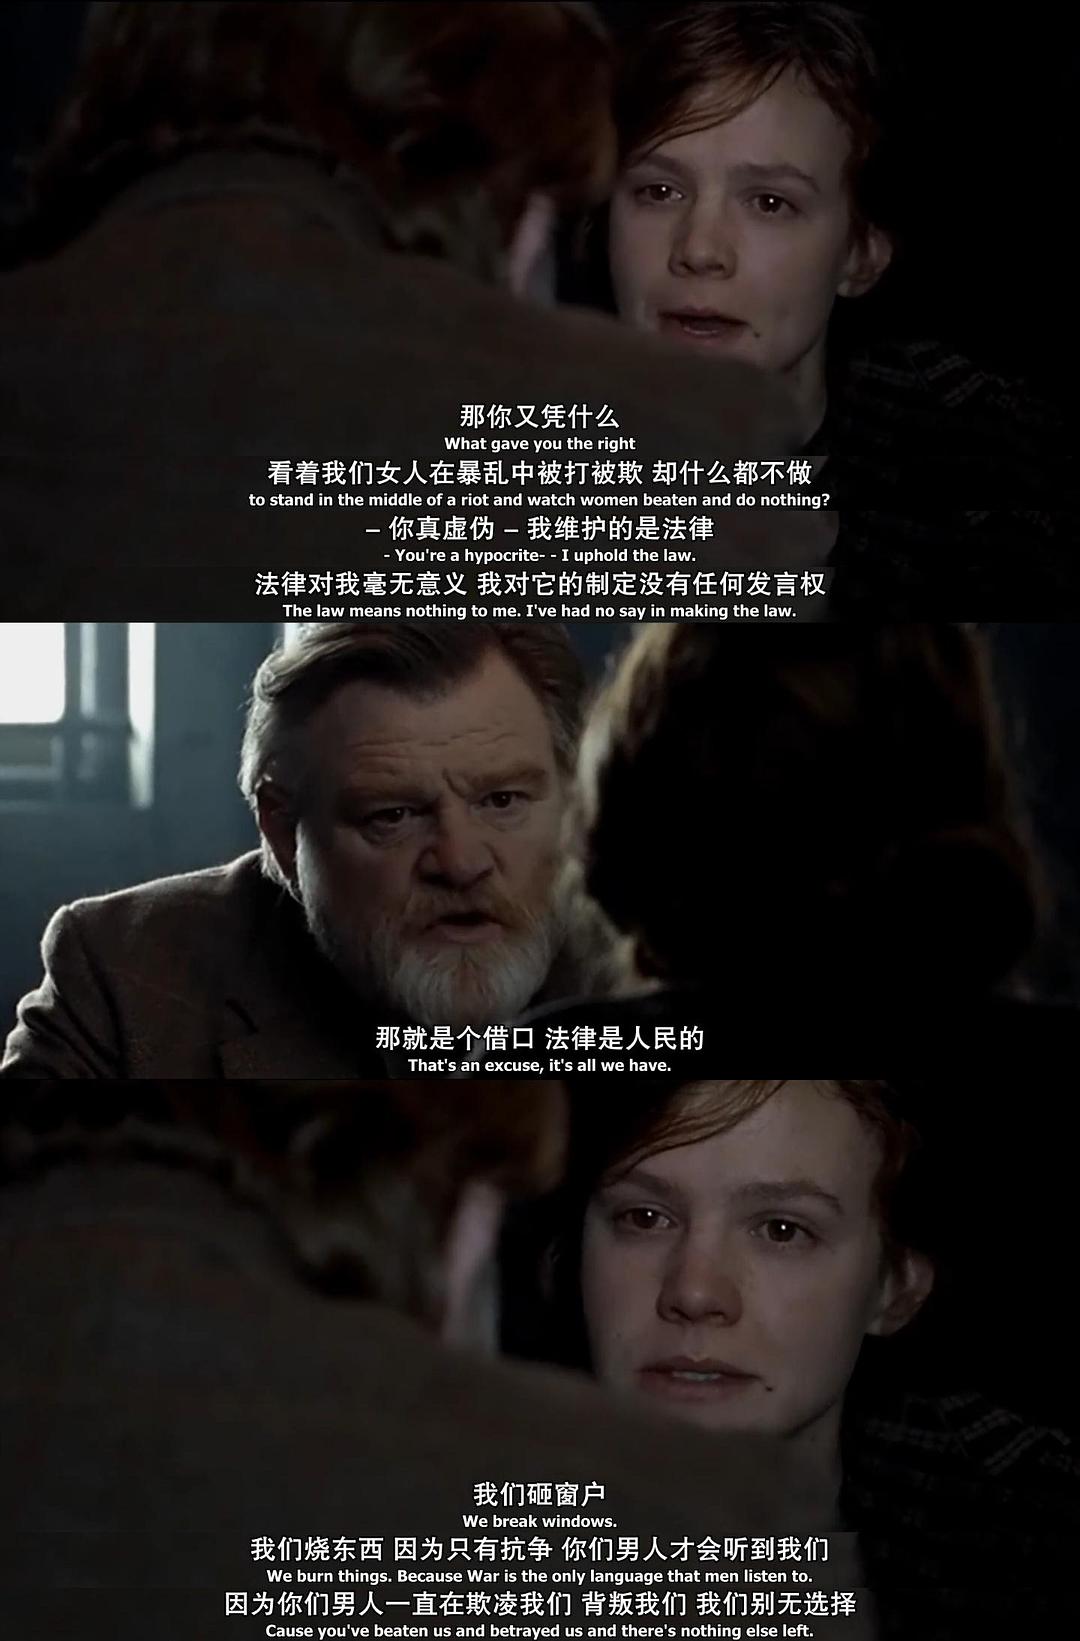 那你又凭什么
What gave you the right
看着我们女人在暴乱中被打被欺 却什么都不做
to stand in the middle of a riot and watch women beaten and do nothing?
– 你真虚伪 – 我维护的是法律
- You're a hypocrite- - I uphold the law.
法律对我毫无意义 我对它的制定没有任何发言权
The law means nothing to me. I've had no say in making the law.
那就是个借口 法律是人民的
That's an excuse, it's all we have.
我们砸窗户
We break windows.
我们烧东西 因为只有抗争 你们男人才会听到我们
We burn things. Because War is the only language that men listen to.
因为你们男人一直在欺凌我们 背叛我们 我们别无选择
Cause you've beaten us and betrayed us and there's nothing else left.